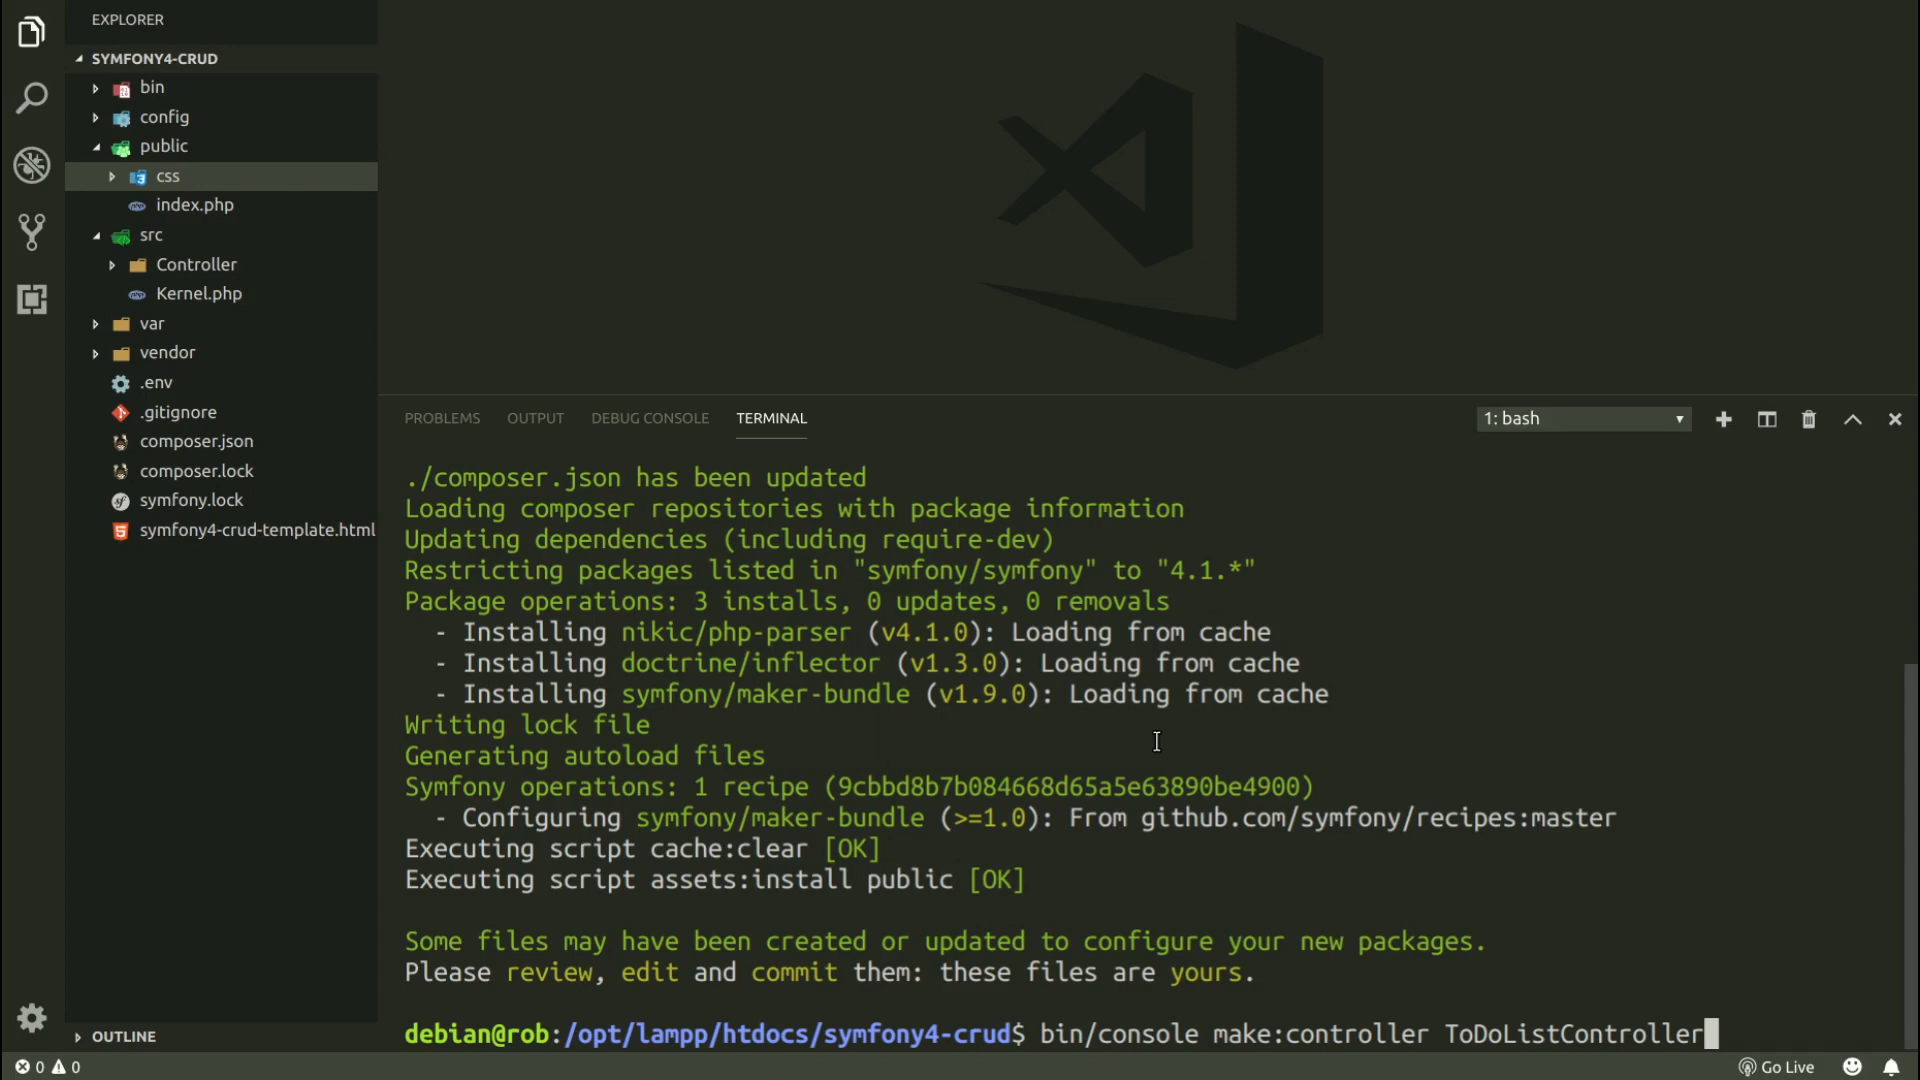 EXPLORER
SYMFONY4-CRUD
bin
config
public
css
index.php
src
Controller
Kernel.php
var
vendor
.env
.gitignore
composer.json
composer.lock
symfony.lock
symfony4-crud-template.html
OUTLINE
PROBLEMS OUTPUT DEBUG CONSOLE TERMINAL
1: bash
./composer.json has been updated
Loading composer repositories with package information
Updating dependencies (including require-dev)
Restricting packages listed in "symfony/symfony" to "4.1.*"
Package operations: 3 installs, 0 updates, 0 removals
- Installing nikic/php-parser (v4.1.0): Loading from cache
- Installing doctrine/inflector (v1.3.0): Loading from cache
- Installing symfony/maker-bundle (v1.9.0): Loading from cache
Writing lock file
Generating autoload files
Symfony operations: 1 recipe (9cbbd8b7b084668d65a5e63890be4900)
- Configuring symfony/maker-bundle (>=1.0): From github.com/symfony/recipes:master
Executing script cache:clear [OK]
Executing script assets:install public [OK]
Some files may have been created or updated to configure your new packages.
Please review, edit and commit them: these files are yours.
debian@rob:/opt/lampp/htdocs/symfony4-crud$ bin/console make:controller ToDoListController
0 0
Go Live